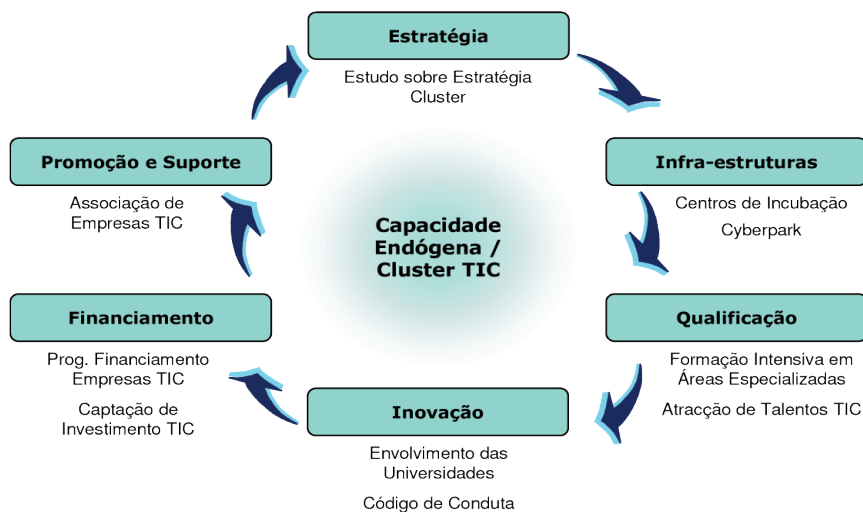 Estratégia
Estudo sobre Estratégia
Cluster
Promoção e Suporte
Associação de
Empresas TIC
Infra-estruturas
Centros de Incubação
Cyberpark
Capacidade
Endógena /
Cluster TIC
Financiamento
Prog. Financiamento
Empresas TIC
Captação de
Investimento TIC
Qualificação
Formação Intensiva em
Áreas Especializadas
Atracção de Talentos TIC
Inovação
Envolvimento das
Universidades
Código de Conduta